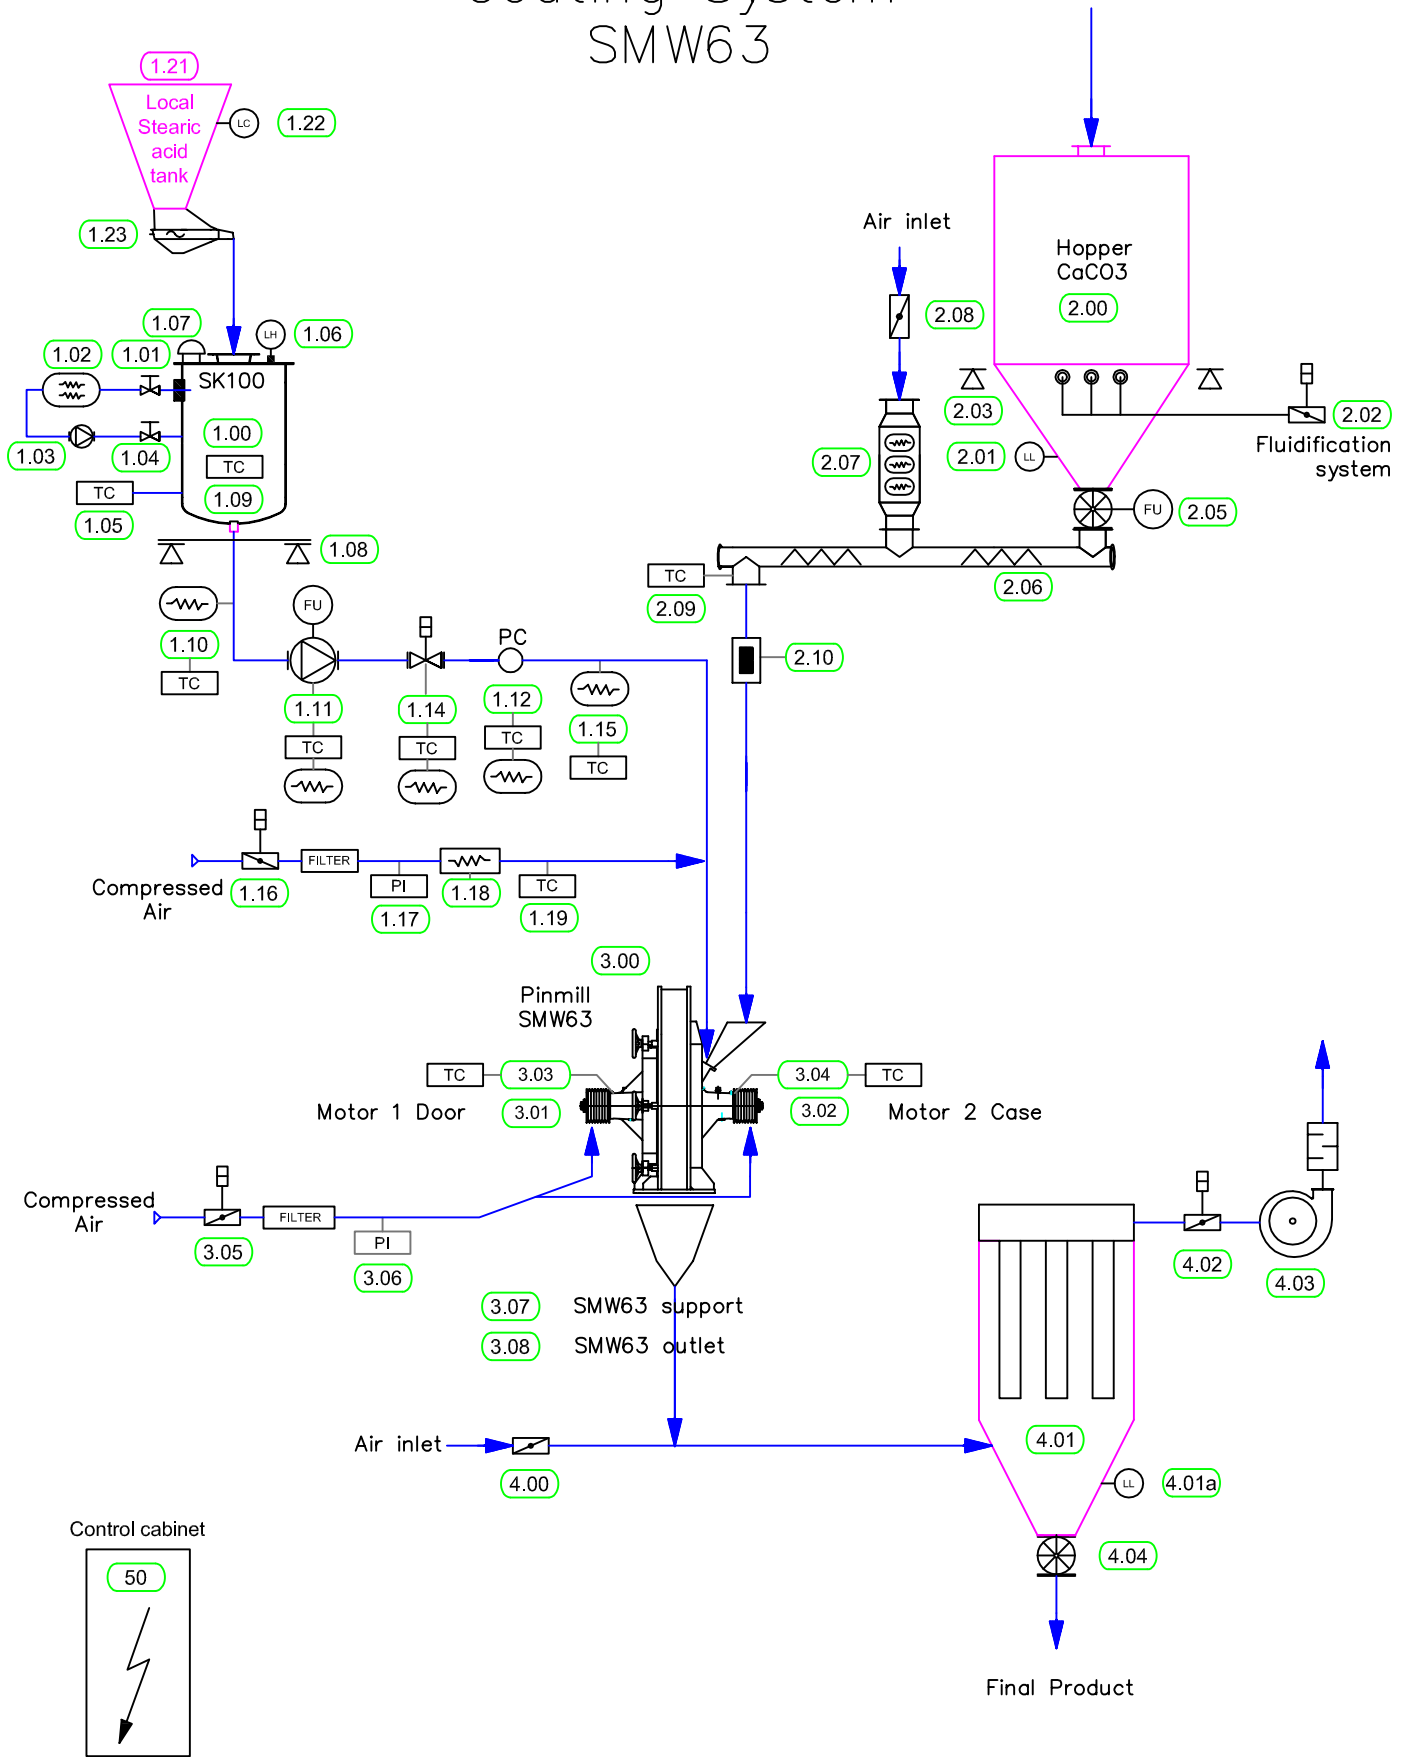 Coating System
SMW63
1.21
Local
Stearic
acid
tank
LC
1.22
1.23
Air inlet
Hopper
CaCO3
2.00
2.08
1.07
LH
1.06
1.02
1.01
SK100
2.03
2.02
Fluidification
system
1.00
1.03
1.04
TC
2.07
2.01
LL
TC
1.09
1.05
FU
2.05
1.08
TC
2.09
2.06
FU
1.10
TC
PC
2.10
1.11
1.14
1.12
1.15
TC
TC
TC
TC
FILTER
Compressed
Air
1.16
PI
1.17
1.18
TC
1.19
3.00
Pinmill
SMW63
TC
3.03
3.04
TC
Motor 1 Door
3.01
3.02
Motor 2 Case
Compressed
Air
FILTER
3.05
PI
3.06
4.02
4.03
3.07
SMW63 support
3.08
SMW63 outlet
Air inlet
4.00
4.01
LL
4.01a
4.04
Control cabinet
50
Final Product